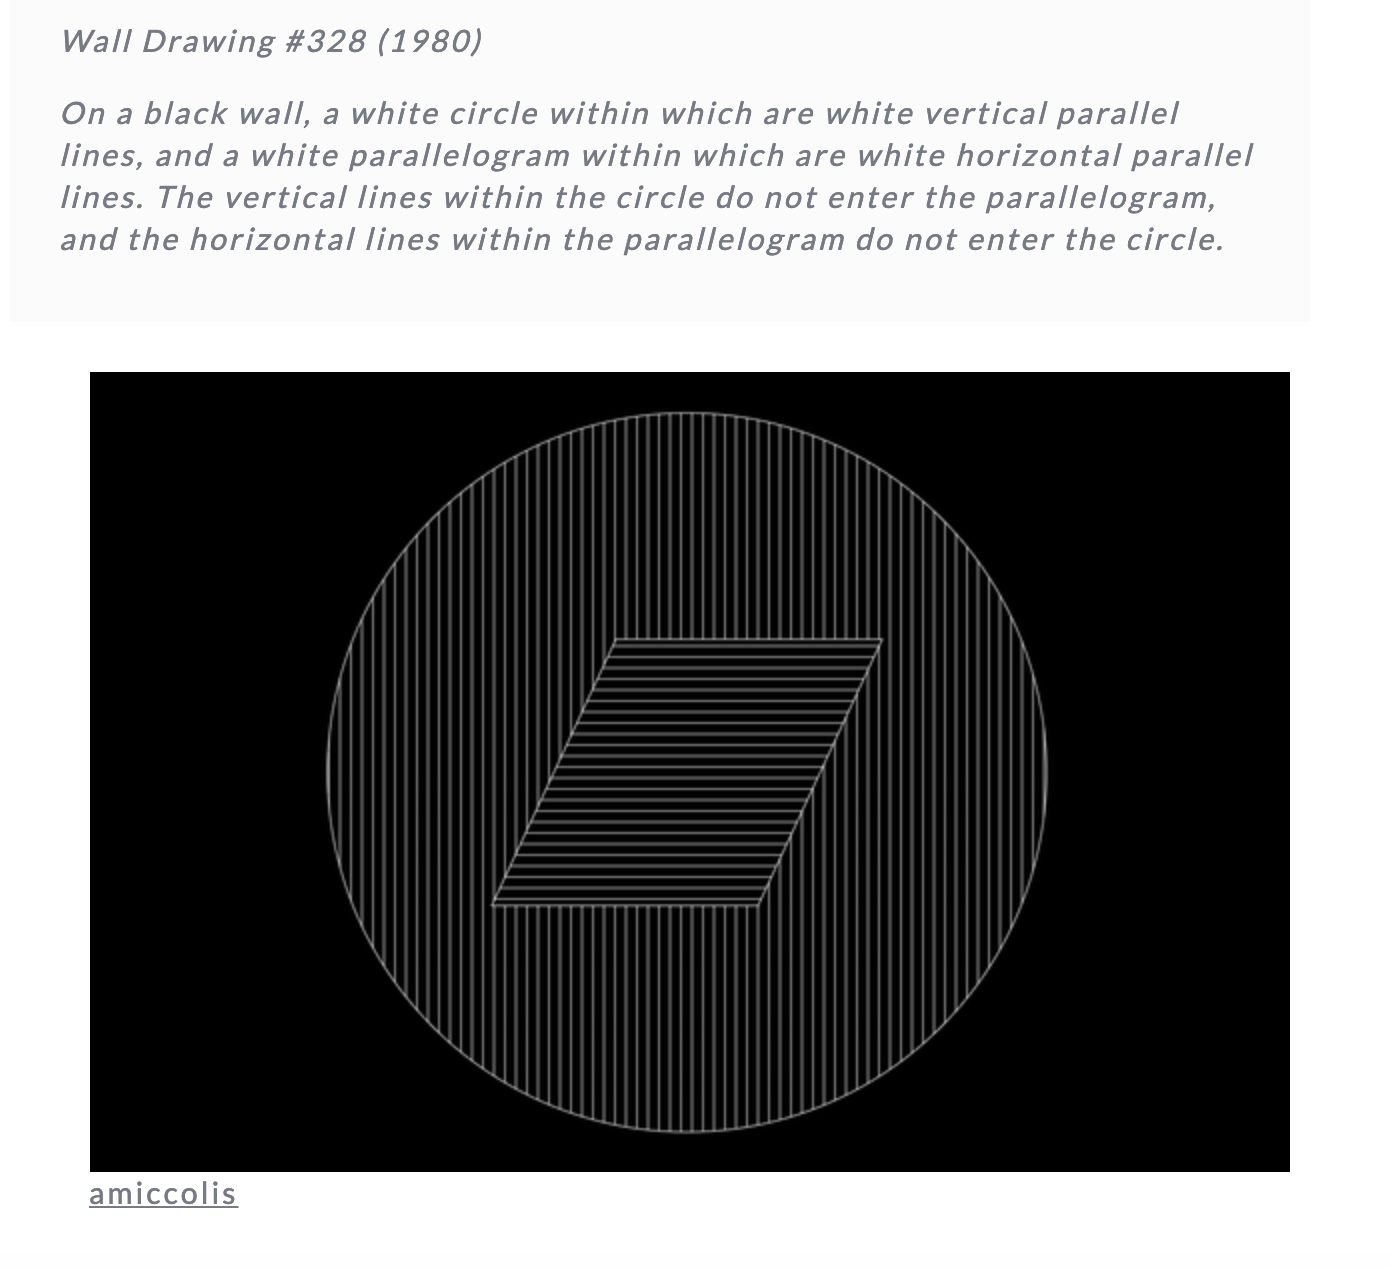 Wall Drawing #328 (1980)
On a black wall, a white circle within which are white vertical parallel
lines, and a white parallelogram within which are white horizontal parallel
lines. The vertical lines within the circle do not enter the parallelogram,
and the horizontal lines within the parallelogram do not enter the circle.
amiccolis